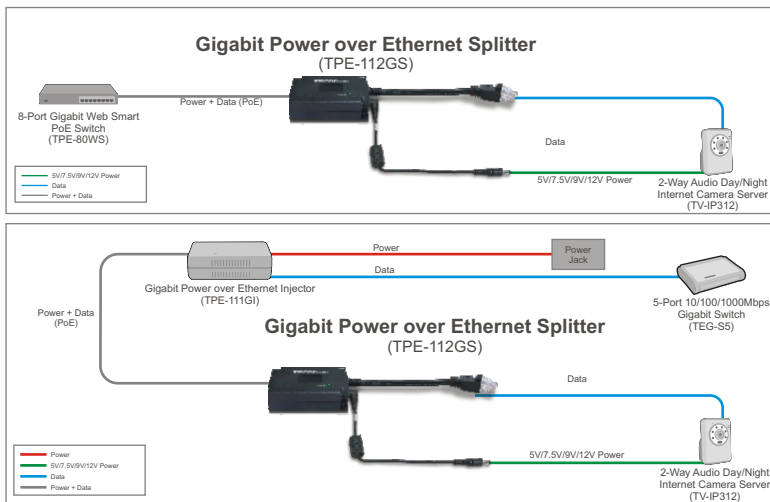 Gigabit Power over Ethernet Splitter
(TPE-112GS)
Power + Data (PoE)
8-Port Gigabit Web Smart
PoE Switch
(TPE-80WS)
Data
5V/7.5V/9V/12V Power
2-Way Audio Day/Night
Internet Camera Server
(TV-IP312)
5V/7.5V/9V/12V Power
Data
Power + Data
Power
Power
Jack
Data
Gigabit Power over Ethernet Injector
(TPE-111GI)
5-Port 10/100/1000Mbps
Gigabit Switch
(TEG-S5)
Power + Data
(PoE)
Gigabit Power over Ethernet Splitter
(TPE-112GS)
Data
5V/7.5V/9V/12V Power
2-Way Audio Day/Night
Internet Camera Server
(TV-IP312)
Power
5V/7.5V/9V/12V Power
Data
Power + Data